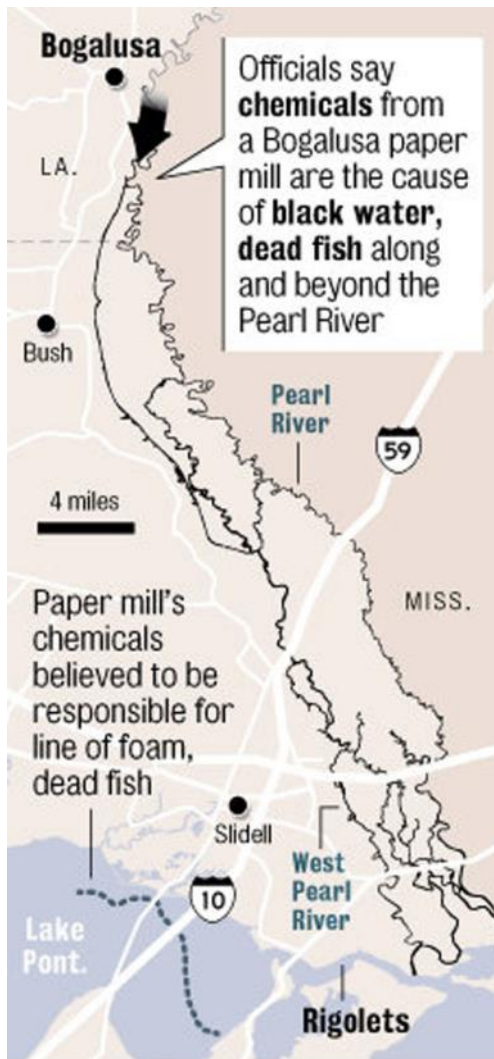 Bogalusa
Officials say
chemicals from
a Bogalusa paper
mill are the cause
of black water,
dead fish along
and beyond the
Pearl River
LA.
Bush
Pearl
River
59
4 miles
MISS.
Paper mill's
chemicals
believed to be
responsible for
line of foam,
dead fish
Slidell
West
Pearl
River
10
Lake
Pont.
Rigolets